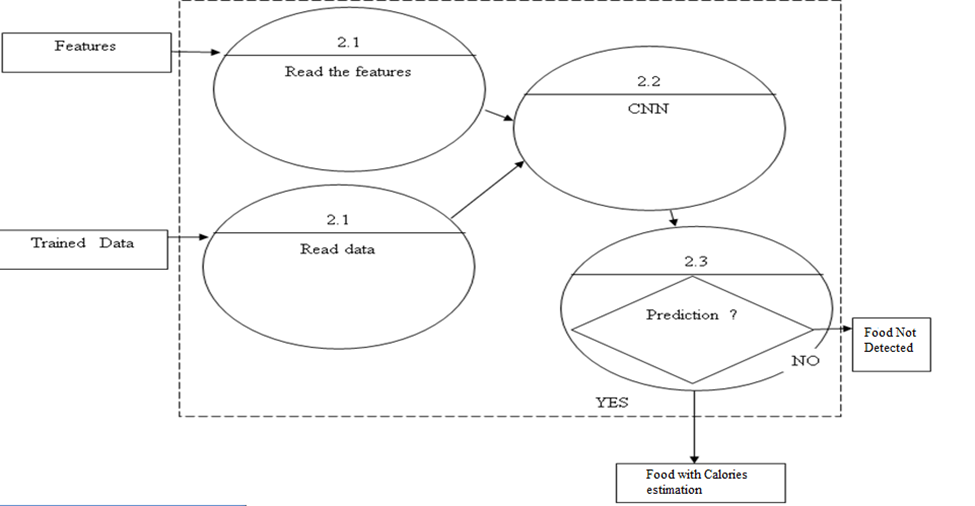 Features
2.1
Read the features
2.2
CNN
Trained Data
2.1
Read data
2.3
Prediction ?
NO
Food Not
Detected
YES
Food with Calories
estimation